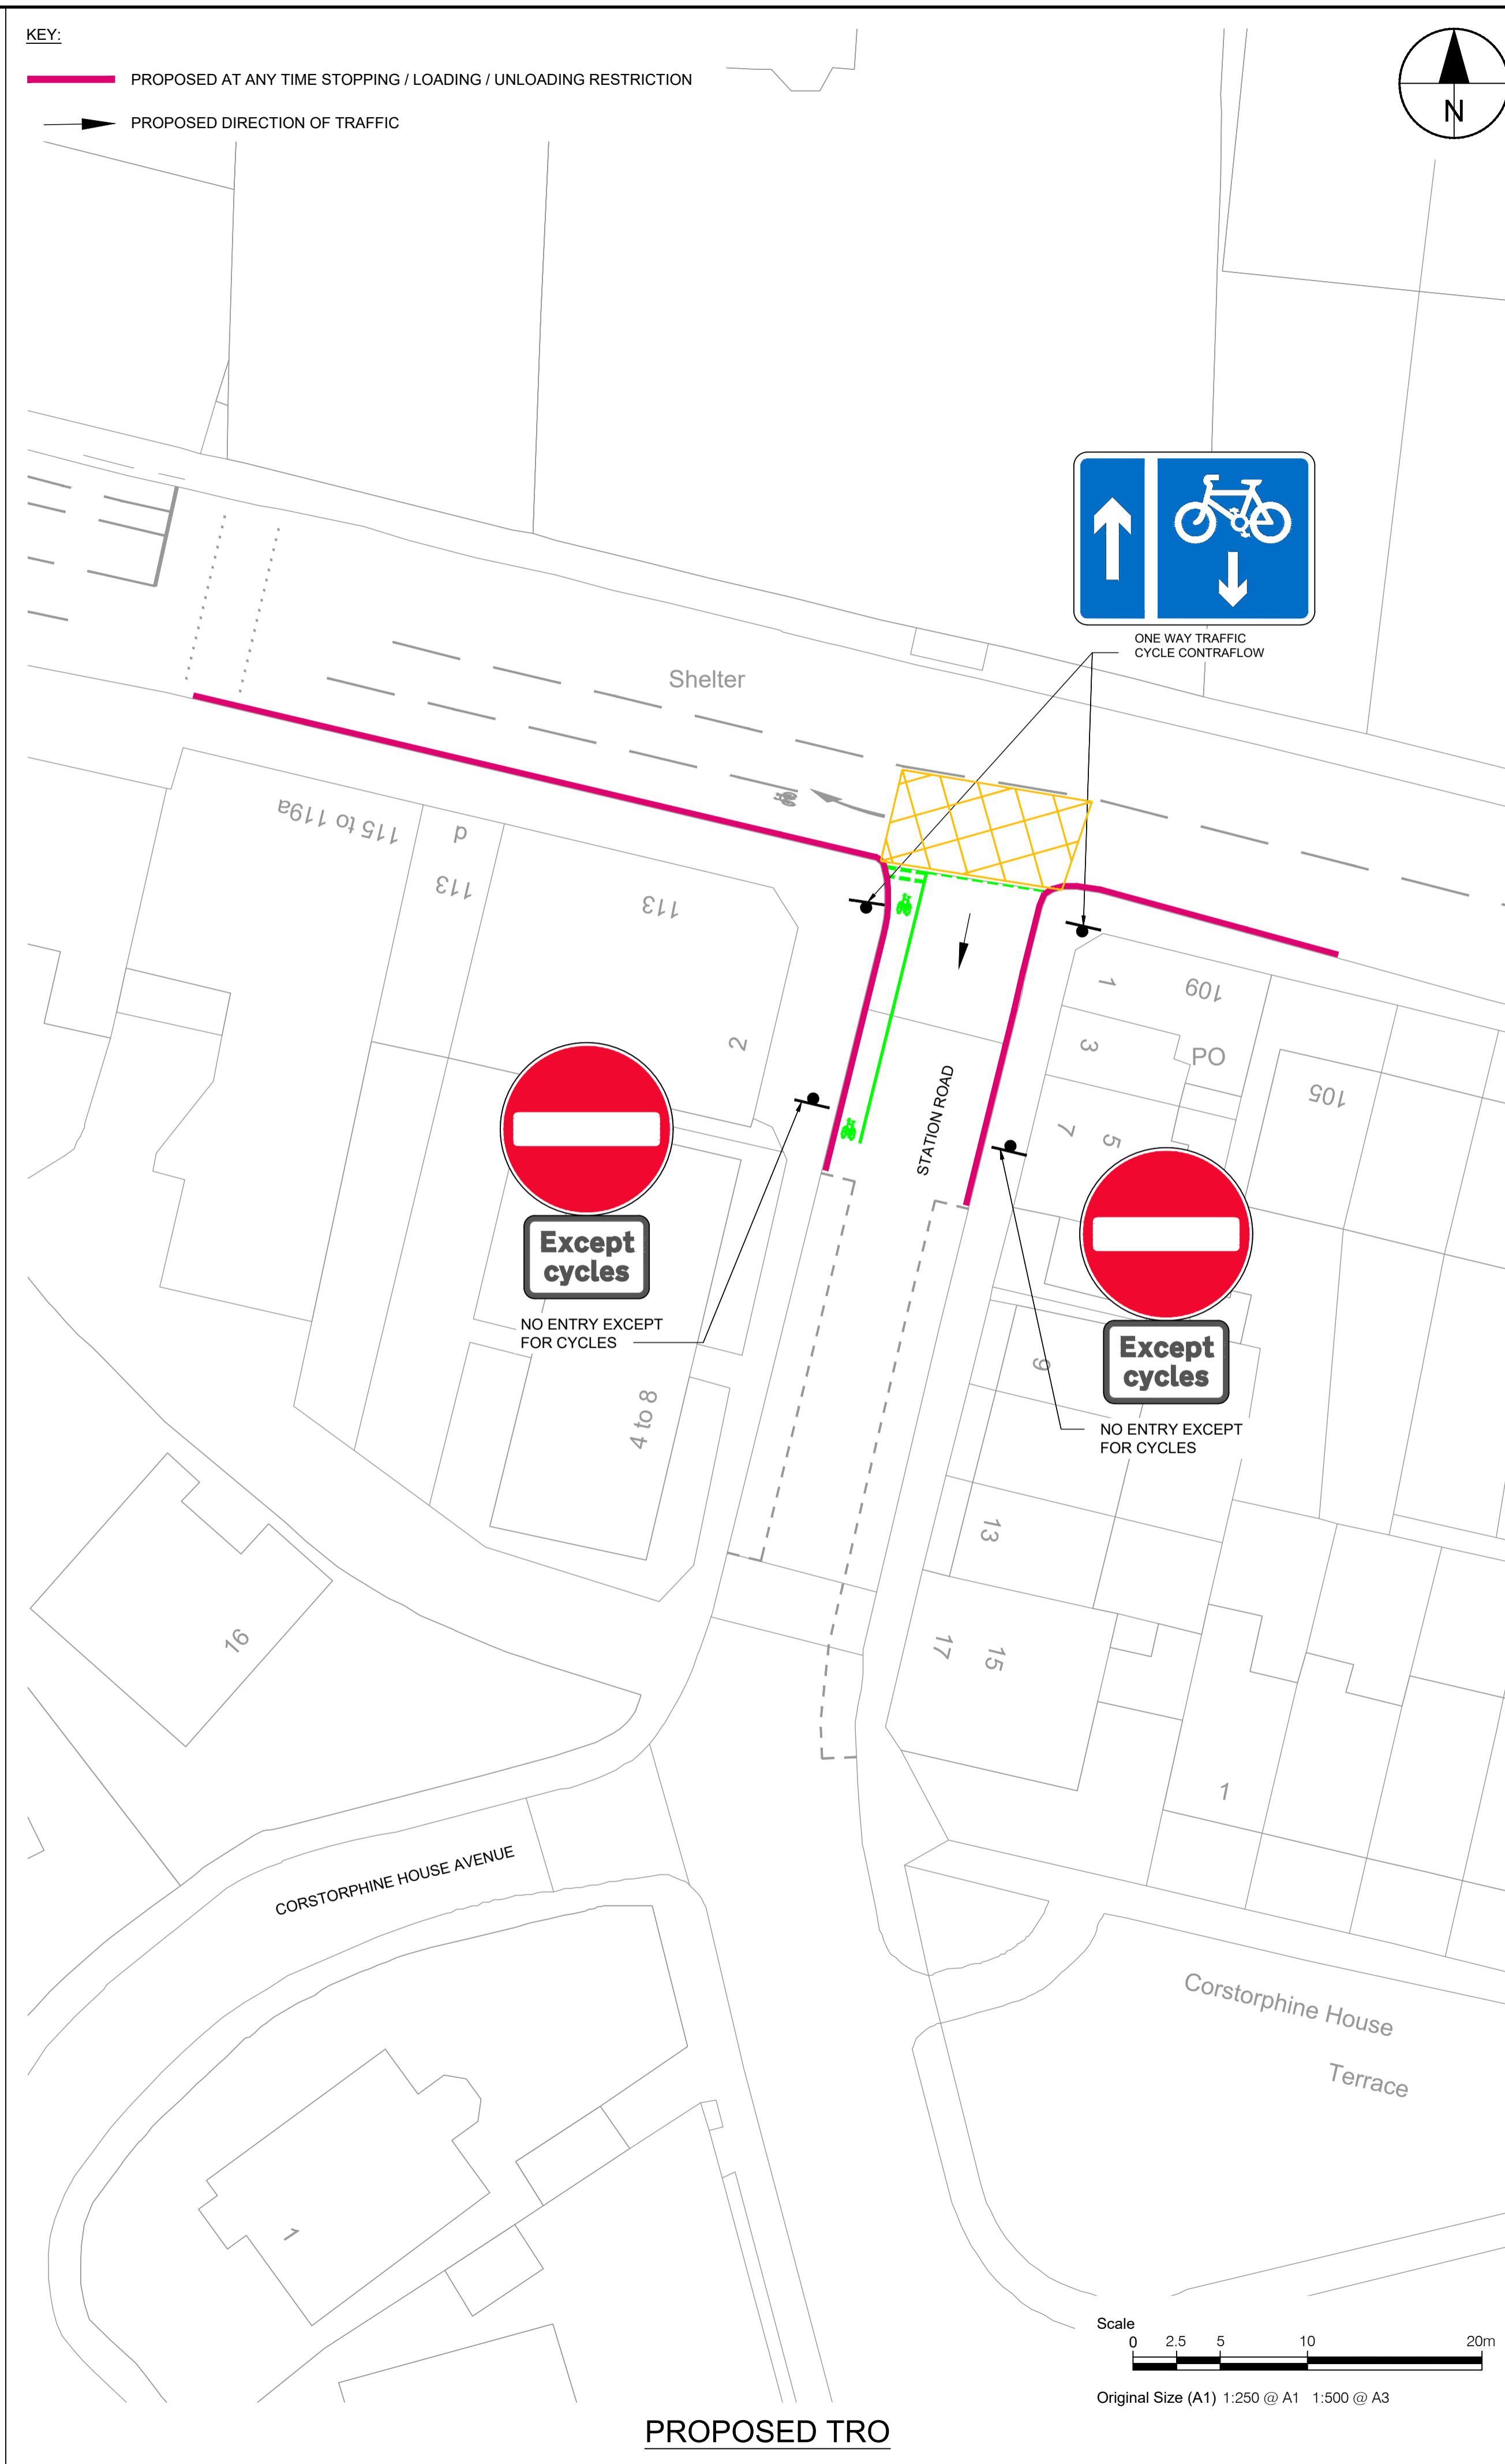 KEY:
PROPOSED AT ANY TIME STOPPING / LOADING / UNLOADING RESTRICTION
PROPOSED DIRECTION OF TRAFFIC
N
ONE WAY TRAFFIC
CYCLE CONTRAFLOW
Shelter
115 to 119a
d
113
113
2
1
109
3
PO
105
7
5
STATION ROAD
Except
cycles
NO ENTRY EXCEPT
FOR CYCLES
Except
cycles
NO ENTRY EXCEPT
FOR CYCLES
9
4 to 8
13
16
17
15
1
CORSTORPHINE HOUSE AVENUE
Corstorphine House
Terrace
1
Scale
0 2.5 5 10 20m
Original Size (A1) 1:250 @ A1 1:500 @ A3
PROPOSED TRO